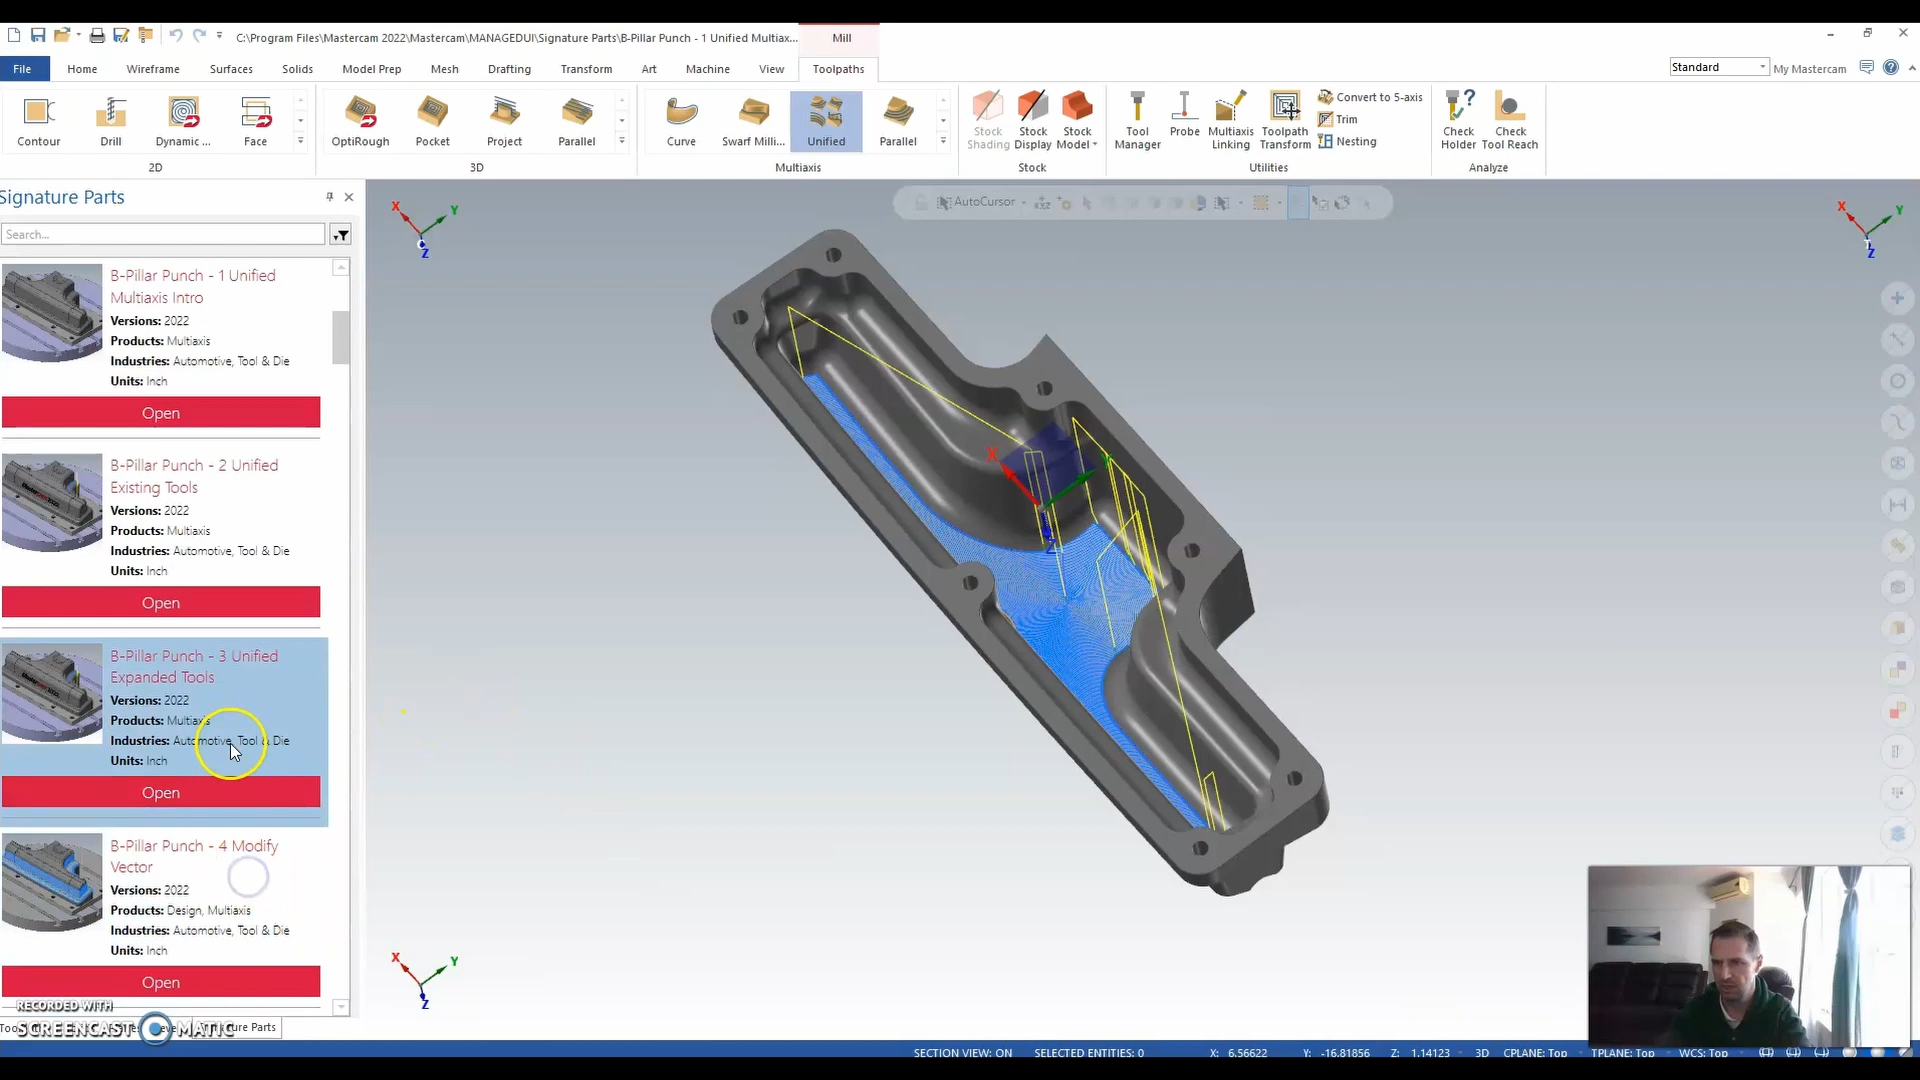 C:\Program Files\Mastercam 2022\Mastercam\MANAGEDUI\Signature Parts\B-Pillar Punch - 1 Unified Multiax...
Mill
File
Home
Wireframe
Surfaces
Solids
Model Prep
Mesh
Drafting
Transform
Art
Machine
View
Toolpaths
Standard
My Mastercam
Contour
Drill
Dynamic ...
Face
2D
OptiRough
Pocket
Project
Parallel
3D
Curve
Swarf Milli...
Unified
Parallel
Multiaxis
Stock
Shading
Stock
Display
Stock
Model
Stock
Tool
Manager
Probe
Multiaxis
Linking
Toolpath
Transform
Convert to 5-axis
Trim
Nesting
Utilities
Check
Holder
Check
Tool Reach
Analyze
Signature Parts
Search...
AutoCursor
B-Pillar Punch - 1 Unified
Multiaxis Intro
Versions: 2022
Products: Multiaxis
Industries: Automotive, Tool & Die
Units: Inch
Open
B-Pillar Punch - 2 Unified
Existing Tools
Versions: 2022
Products: Multiaxis
Industries: Automotive, Tool & Die
Units: Inch
Open
B-Pillar Punch - 3 Unified
Expanded Tools
Versions: 2022
Products: Multiaxis
Industries: Automotive, Tool & Die
Units: Inch
Open
B-Pillar Punch - 4 Modify
Vector
Versions: 2022
Products: Design, Multiaxis
Industries: Automotive, Tool & Die
Units: Inch
Open
X
Y
Z
X
Y
Z
X
Y
Z
X
Y
Z
RECORDED WITH
SCREENCAST MATIC
Parts
SECTION VIEW: ON
SELECTED ENTITIES: 0
X: 6.56622
Y: -16.81856
Z: 1.14123
3D
CPLANE: Top
TPLANE: Top
WCS: Top